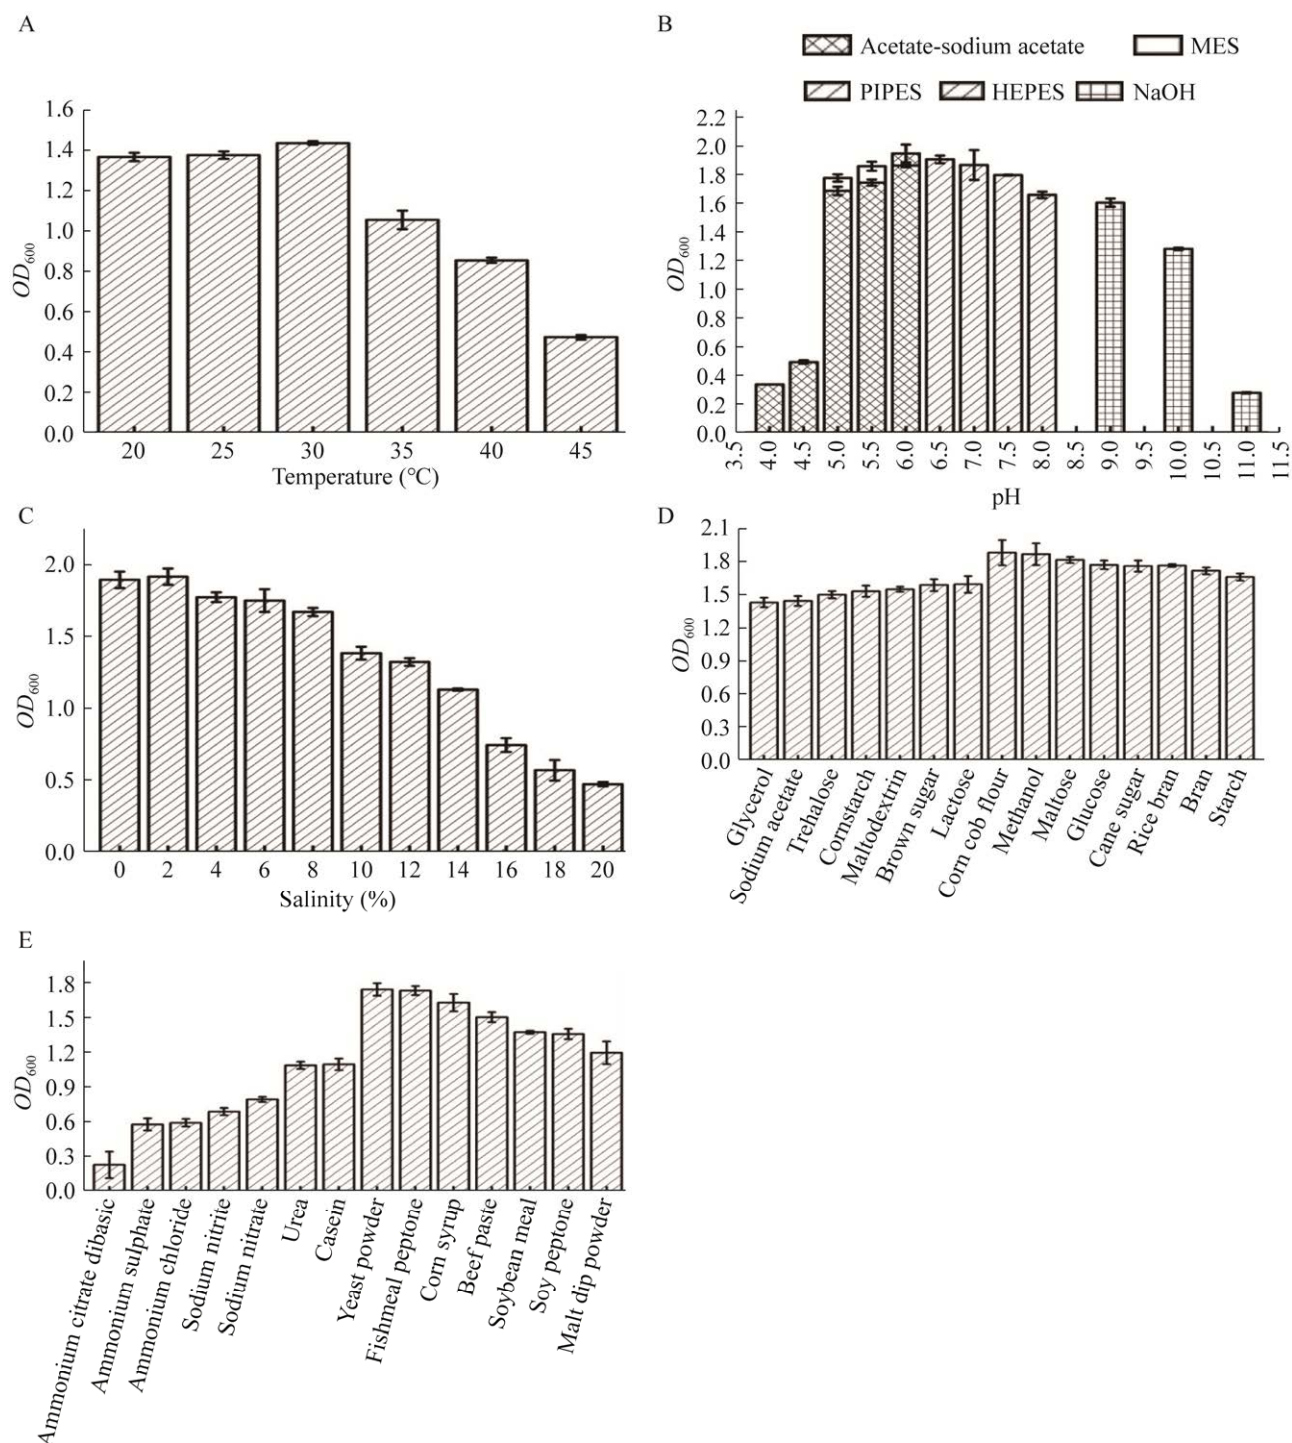 A
1.6
1.4
1.2
1.0
0.8
0.6
0.4
0.2
0.0
OD600
20 25 30 35 40 45
Temperature (℃)
B
Acetate-sodium acetate MES
PIPES HEPES NaOH
2.2
2.0
1.8
1.6
1.4
1.2
1.0
0.8
0.6
0.4
0.2
0.0
OD600
3.5 4.0 4.5 5.0 5.5 6.0 6.5 7.0 7.5 8.0 8.5 9.0 9.5 10.0 10.5 11.0 11.5
pH
C
2.0
1.5
1.0
0.5
0.0
OD600
0 2 4 6 8 10 12 14 16 18 20
Salinity (%)
D
2.1
1.8
1.5
1.2
0.9
0.6
0.3
0.0
OD600
Glycerol
Sodium acetate
Trehalose
Cornstarch
Maltodextrin
Brown sugar
Lactose
Corn cob flour
Methanol
Maltose
Glucose
Cane sugar
Rice bran
Bran
Starch
E
1.8
1.5
1.2
0.9
0.6
0.3
0.0
OD600
Ammonium citrate dibasic
Ammonium sulphate
Ammonium chloride
Sodium nitrite
Sodium nitrate
Urea
Casein
Yeast powder
Fishmeal peptone
Corn syrup
Beef paste
Soybean meal
Soy peptone
Malt dip powder